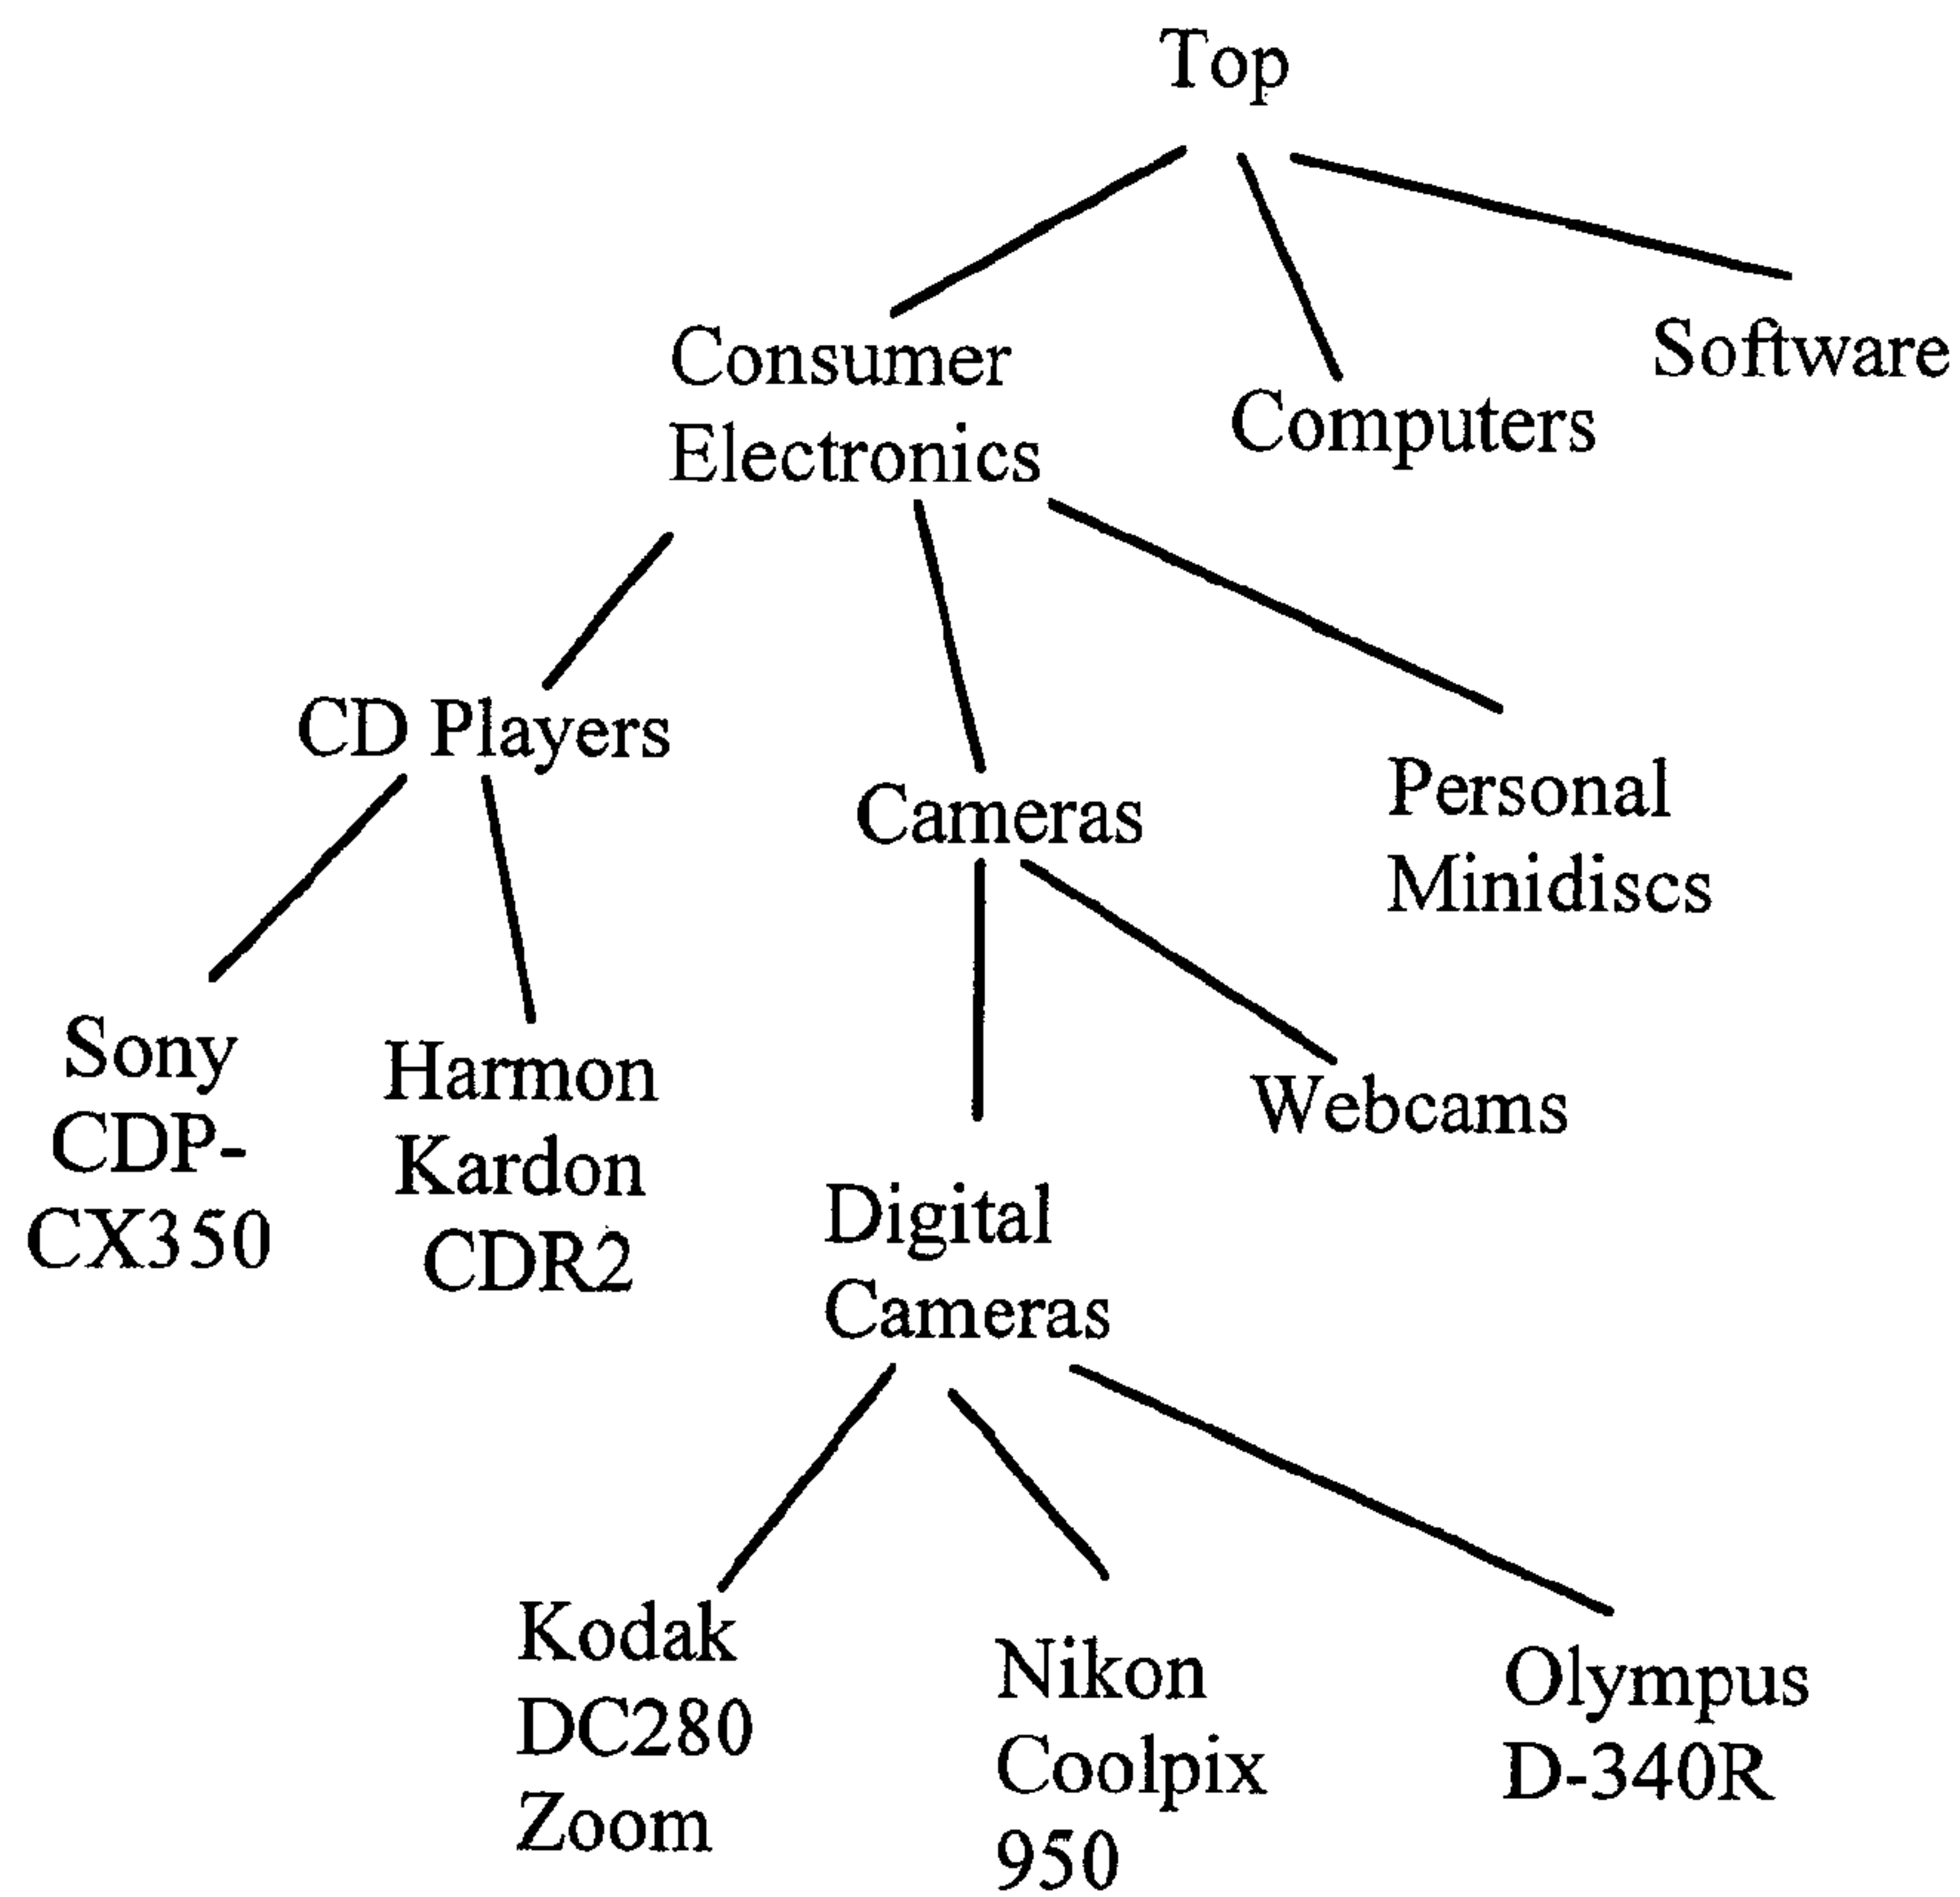 Top
Consumer
Electronics
Computers
Software
CD Players
Cameras
Personal
Minidiscs
Sony
CDP-
CX350
Harmon
Kardon
CDR2
Digital
Cameras
Webcams
Kodak
DC280
Zoom
Nikon
Coolpix
950
Olympus
D-340R